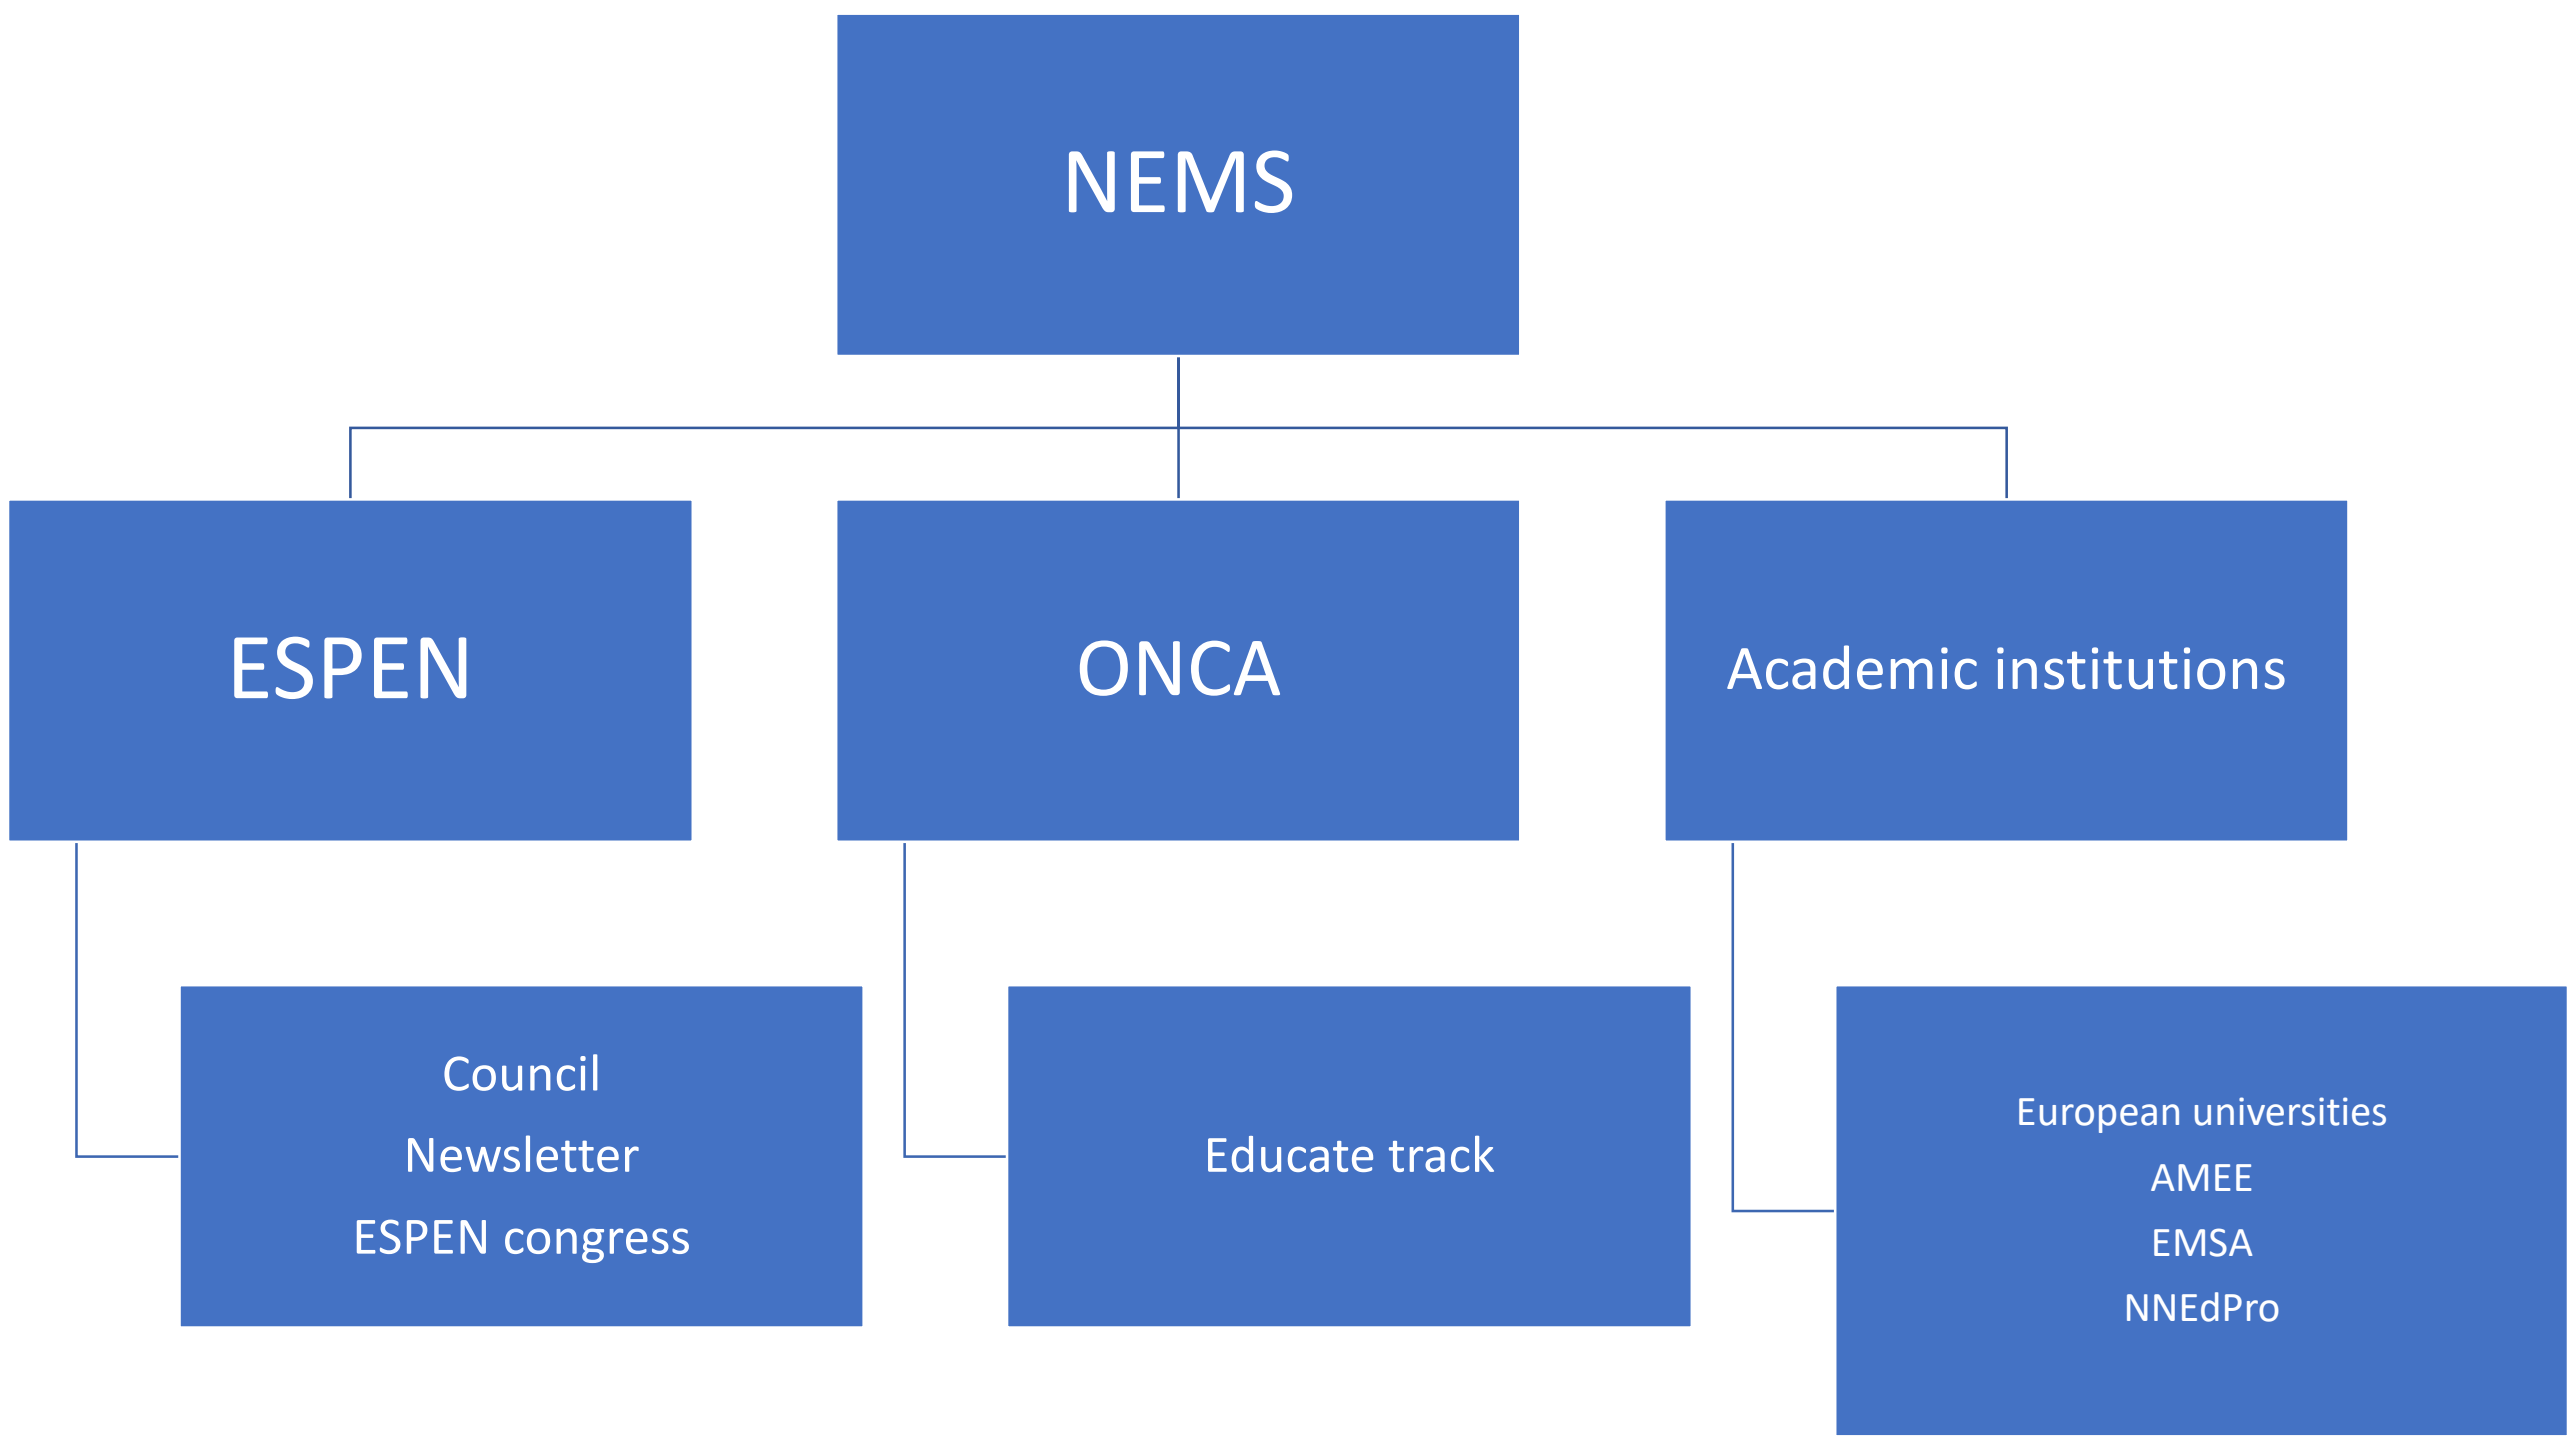 NEMS
ESPEN
ONCA
Academic institutions
Council
Newsletter
ESPEN congress
Educate track
European universities
AMEE
EMSA
NNEdPro